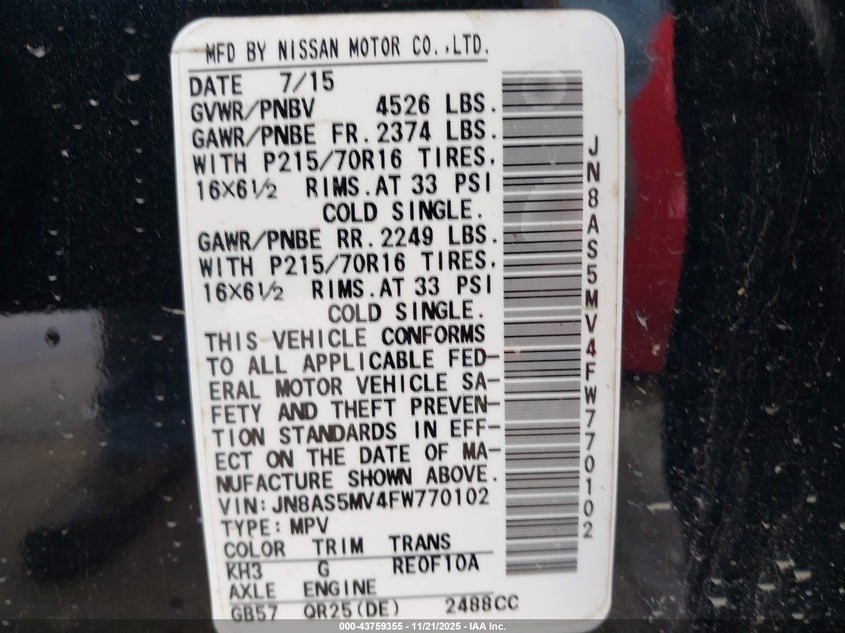 MFD BY NISSAN MOTOR CO.,LTD.
DATE 7/15
GVWR/PNBV 4526 LBS.
GAWR/PNBE FR.2374 LBS.
WITH P215/70R16 TIRES.
16X6½ RIMS.AT 33 PSI
COLD SINGLE.
GAWR/PNBE RR.2249 LBS.
WITH P215/70R16 TIRES.
16X6½ RIMS.AT 33 PSI
COLD SINGLE.
THIS VEHICLE CONFORMS
TO ALL APPLICABLE FED-
ERAL MOTOR VEHICLE SA-
FETY AND THEFT PREVEN-
TION STANDARDS IN EFF-
ECT ON THE DATE OF MA-
NUFACTURE SHOWN ABOVE.
VIN:JN8AS5MV4FW770102
TYPE:MPV
COLOR TRIM TRANS
KH3 G RE0F10A
AXLE ENGINE
GB57 QR25(DE) 2488CC
JN8AS5MV4FW770102
000-43759355 - 11/21/2025 - IAA Inc.